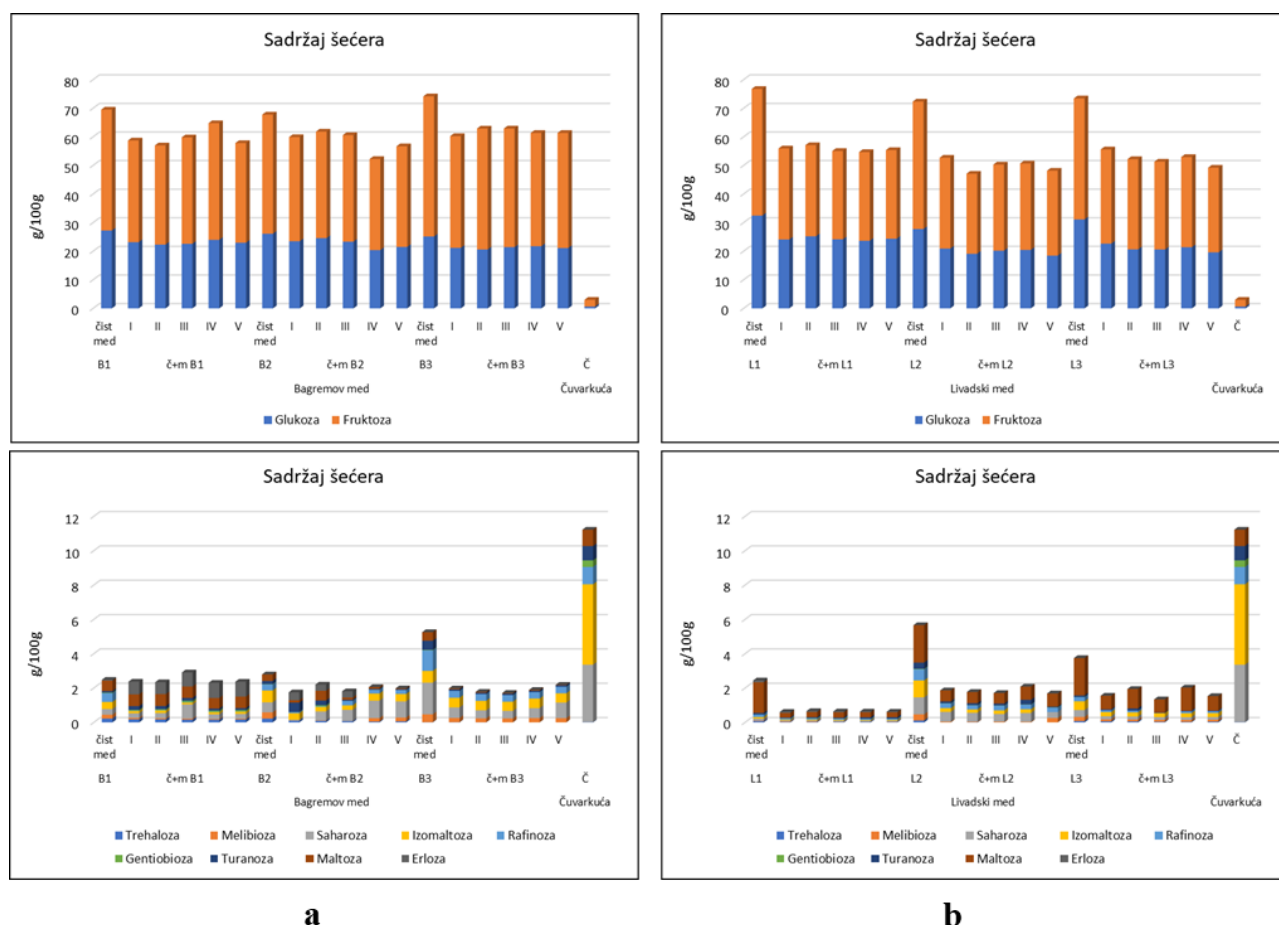 Sadržaj šećera
g/100g
80
70
60
50
40
30
20
10
0
čist med I II III IV V čist med I II III IV V čist med I II III IV V Č
B1 č+m B1 B2 č+m B2 B3 č+m B3
Bagremov med Čuvarkuća
Glukoza Fruktoza
Sadržaj šećera
g/100g
80
70
60
50
40
30
20
10
0
čist med I II III IV V čist med I II III IV V čist med I II III IV V Č
L1 č+m L1 L2 č+m L2 L3 č+m L3
Livadski med Čuvarkuća
Glukoza Fruktoza
Sadržaj šećera
g/100g
12
10
8
6
4
2
0
čist med I II III IV V čist med I II III IV V čist med I II III IV V Č
B1 č+m B1 B2 č+m B2 B3 č+m B3
Bagremov med Čuvarkuća
Trehaloza Melibioza Saharoza Izomaltoza Rafinoza
Gentiobioza Turanoza Maltoza Erloza
Sadržaj šećera
g/100g
12
10
8
6
4
2
0
čist med I II III IV V čist med I II III IV V čist med I II III IV V Č
L1 č+m L1 L2 č+m L2 L3 č+m L3
Livadski med Čuvarkuća
Trehaloza Melibioza Saharoza Izomaltoza Rafinoza
Gentiobioza Turanoza Maltoza Erloza
a b